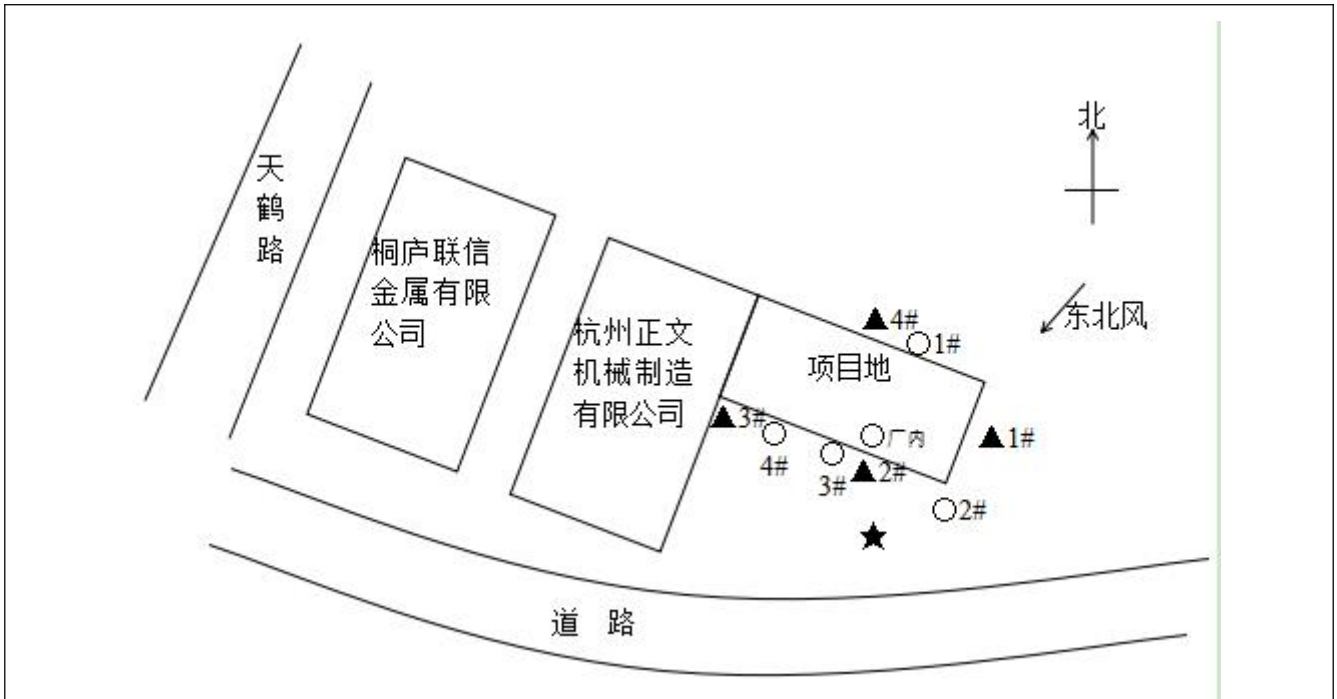 北
天
鹤
路
桐庐联信
金属有限
公司
东北风
▲4#
○1#
杭州正文
机械制造
有限公司
项目地
▲3#
○厂内
▲1#
4#
3#
▲2#
○2#
★
道 路